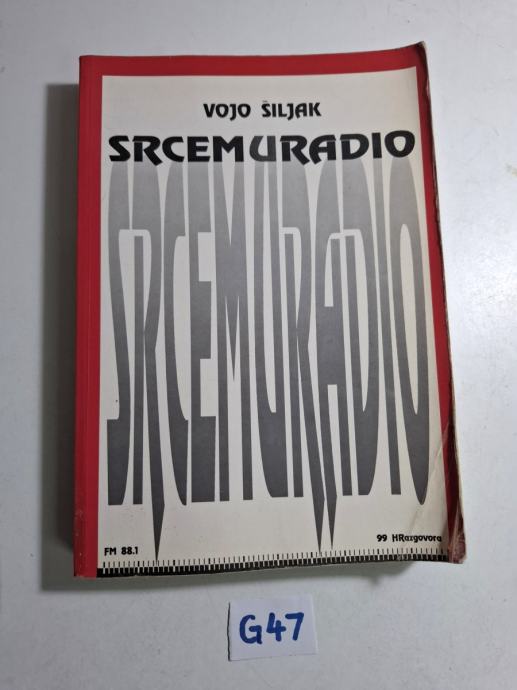 VOJO ŠILJAK
SRCEMURADIO
SRCEMURADIO
FM 88.1
99 HRazgovora
G47